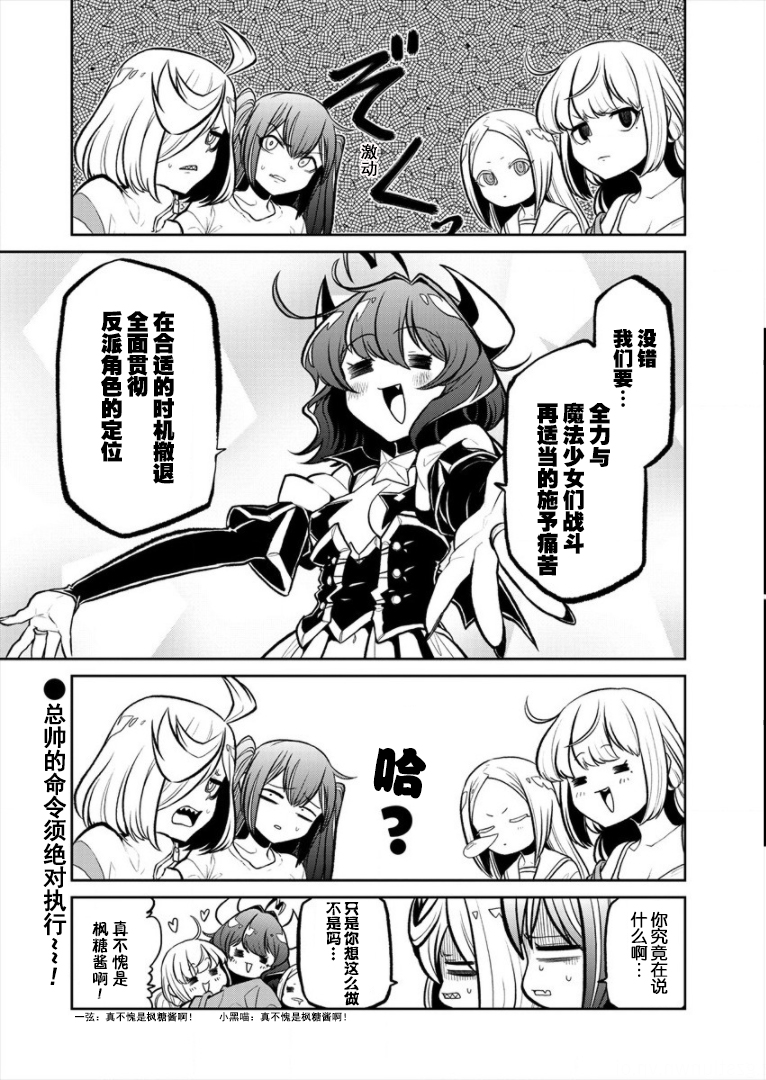 ぞくっ
激动
没错
我们要…
全力与
魔法少女们战斗
再适当的施予痛苦
在合适的时机撤退
全面贯彻
反派角色的定位
哈?
你究竟在说
什么啊…
只是你想这么做
不是吗…
真不愧是
枫糖酱啊!
一弦:真不愧是枫糖酱啊!
小黑喵:真不愧是枫糖酱啊!
●总帅的命令须绝对执行~~!